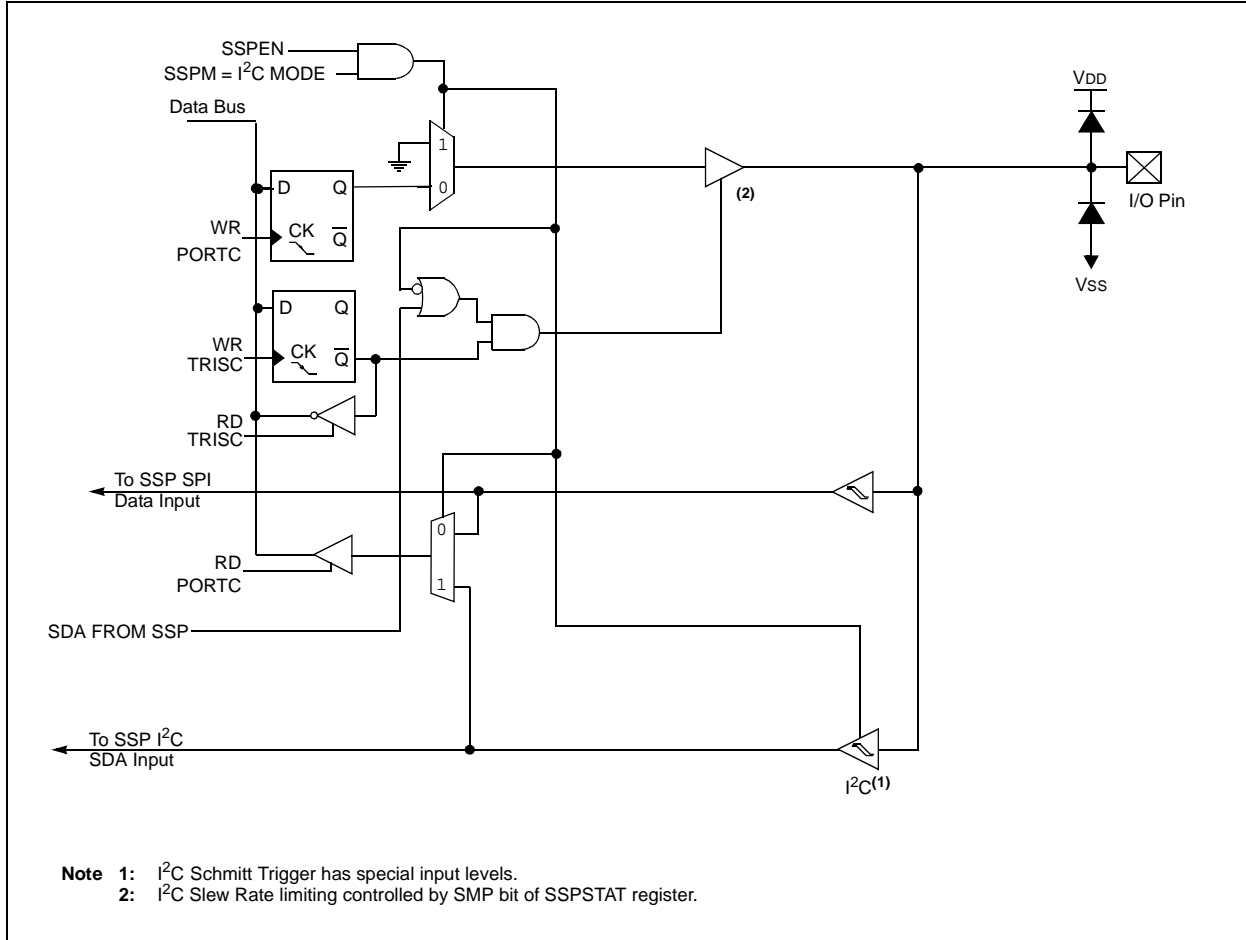 SSPEN
SSPM = I²C MODE
Data Bus
VDD
1
0
(2)
I/O Pin
D Q
WR
PORTC
CK Q̅
VSS
D Q
WR
TRISC
CK Q̅
RD
TRISC
To SSP SPI
Data Input
0
1
RD
PORTC
SDA FROM SSP
To SSP I²C
SDA Input
I²C(1)
Note 1: I²C Schmitt Trigger has special input levels.
2: I²C Slew Rate limiting controlled by SMP bit of SSPSTAT register.